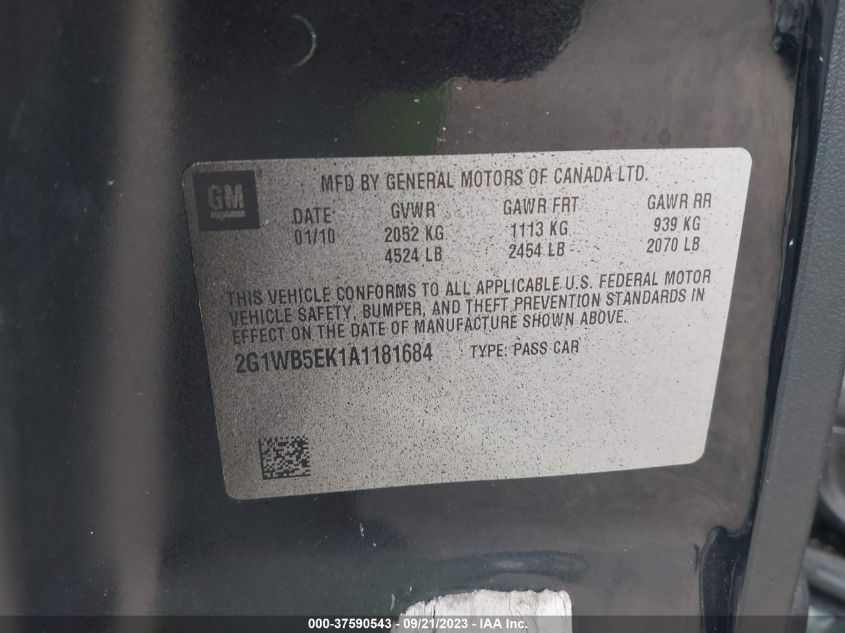 GM
MFD BY GENERAL MOTORS OF CANADA LTD.
DATE GVWR GAWR FRT GAWR RR
01/10 2052 KG 1113 KG 939 KG
4524 LB 2454 LB 2070 LB
THIS VEHICLE CONFORMS TO ALL APPLICABLE U.S. FEDERAL MOTOR
VEHICLE SAFETY, BUMPER, AND THEFT PREVENTION STANDARDS IN
EFFECT ON THE DATE OF MANUFACTURE SHOWN ABOVE.
2G1WB5EK1A1181684 TYPE: PASS CAR
000-37590543 - 09/21/2023 - © IAA Inc.